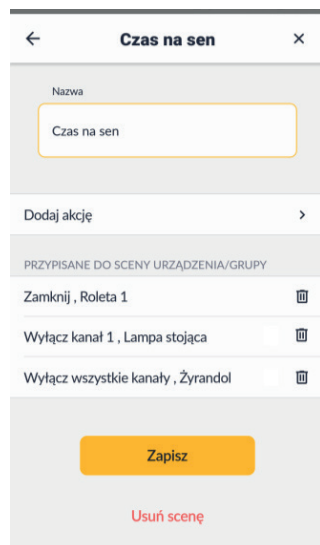 Czas na sen
Nazwa
Czas na sen
Dodaj akcję
PRZYPISANE DO SCENY URZĄDZENIA/GRUPY
Zamknij , Roleta 1
Wyłącz kanał 1 , Lampa stojąca
Wyłącz wszystkie kanały , Żyrandol
Zapisz
Usuń scenę